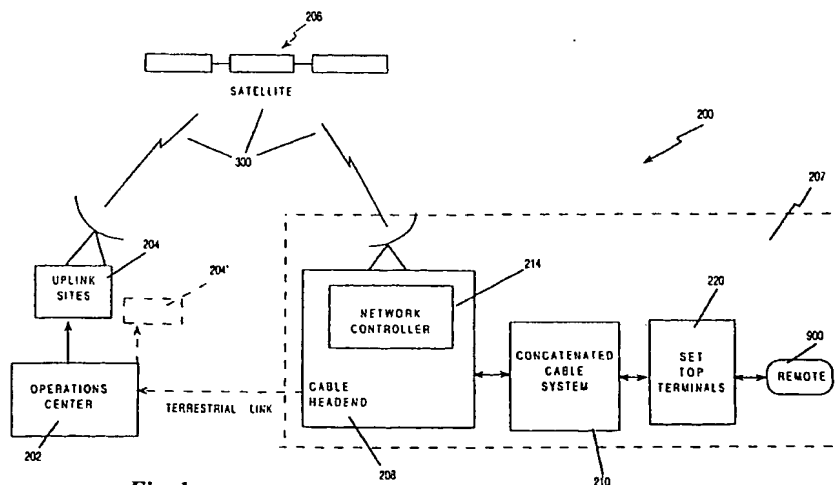 206
SATELLITE
300
200
207
204
UPLINK
SITES
204'
214
NETWORK
CONTROLLER
220
900
OPERATIONS
CENTER
202
TERRESTRIAL LINK
CABLE
HEADEND
208
CONCATENATED
CABLE
SYSTEM
210
SET
TOP
TERMINALS
REMOTE